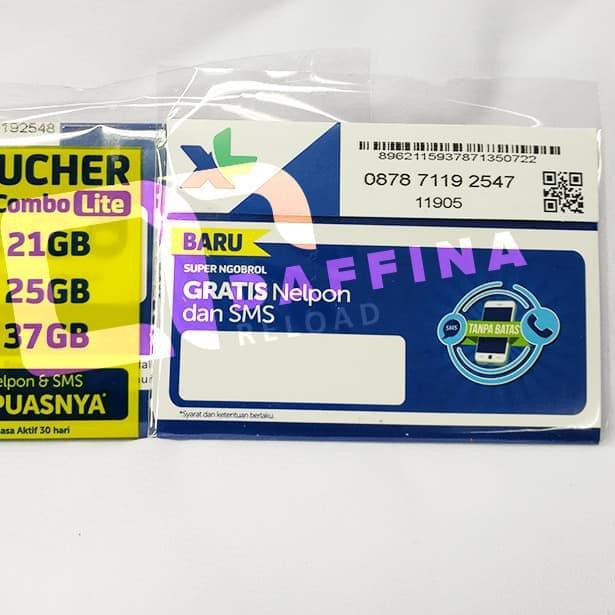 192548
UCHER
Combo Lite
21GB
25GB
37GB
elpon & SMS
PUASNYA*
asa Aktif 30 hari
XL
8962115937871350722
0878 7119 2547
11905
BARU
SUPER NGOBROL
GRATIS Nelpon
dan SMS
SMS
TANPA BATAS
*Syarat dan ketentuan berlaku
AFFINA
RELOAD